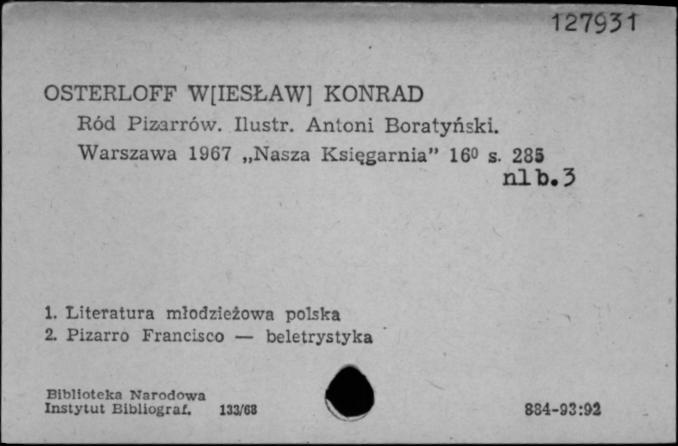 127931
OSTERLOFF W[IESŁAW] KONRAD
Ród Pizarrów. Ilustr. Antoni Boratyński.
Warszawa 1967 „Nasza Księgarnia” 16⁰ s. 285
nlb.3
1. Literatura młodzieżowa polska
2. Pizarro Francisco — beletrystyka
Biblioteka Narodowa
Instytut Bibliograf. 133/68
884-93:92